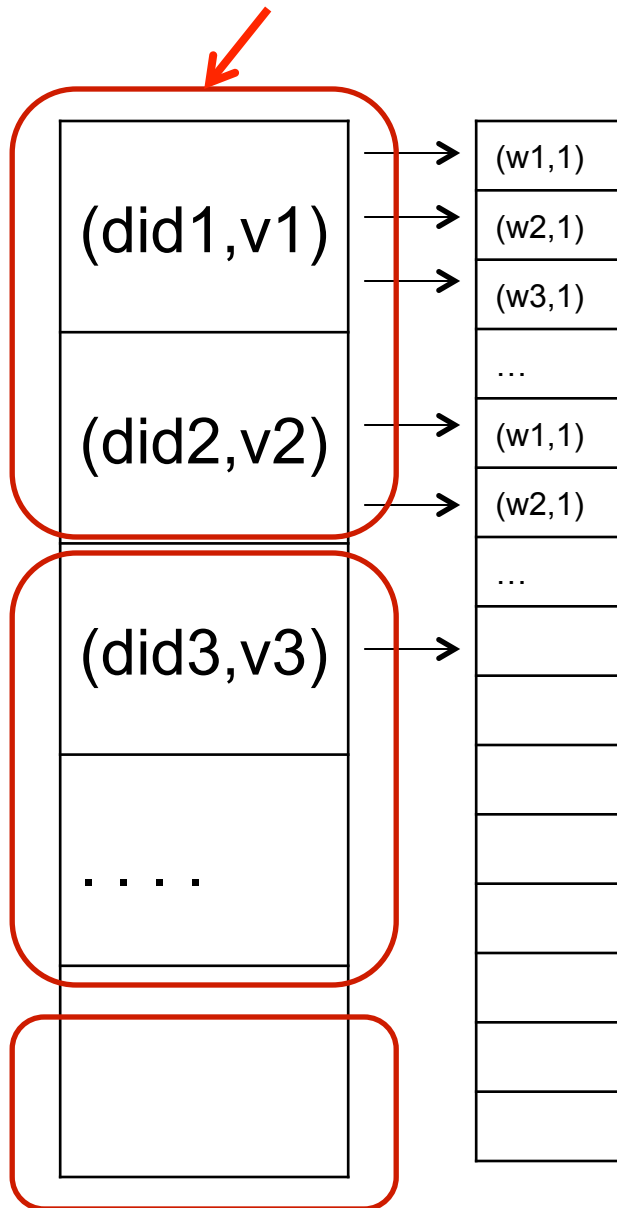 (did1,v1)
(did2,v2)
(did3,v3)
. . . .
(w1,1)
(w2,1)
(w3,1)
...
(w1,1)
(w2,1)
...